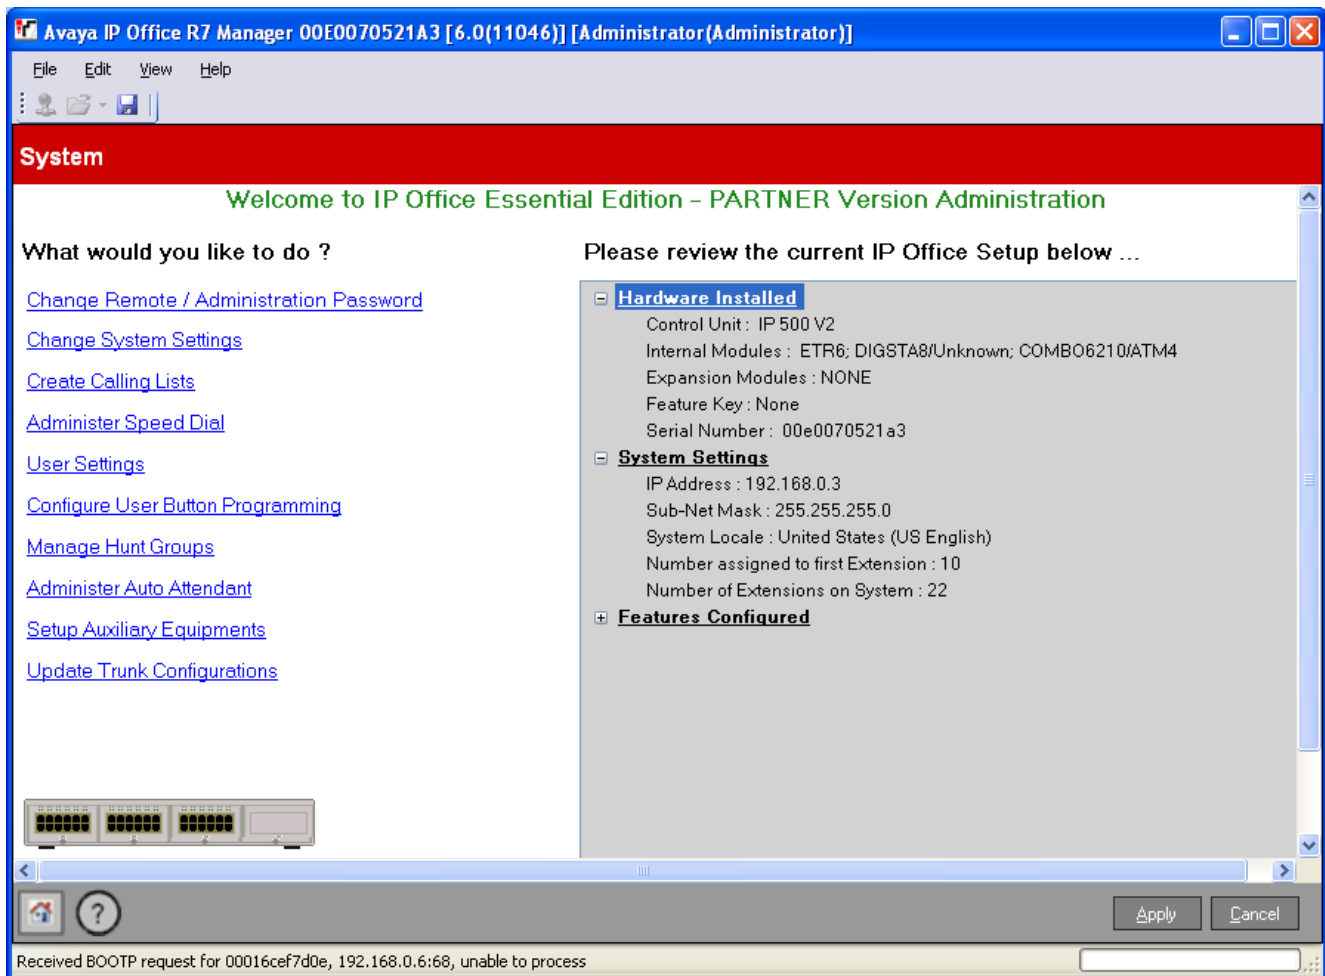 Avaya IP Office R7 Manager 00E0070521A3 [6.0(11046)] [Administrator(Administrator)]
File Edit View Help
System
Welcome to IP Office Essential Edition - PARTNER Version Administration
What would you like to do ?
Change Remote / Administration Password
Change System Settings
Create Calling Lists
Administer Speed Dial
User Settings
Configure User Button Programming
Manage Hunt Groups
Administer Auto Attendant
Setup Auxiliary Equipments
Update Trunk Configurations
Please review the current IP Office Setup below ...
Hardware Installed
Control Unit : IP 500 V2
Internal Modules : ETR6; DIGSTA8/Unknown; COMBO6210/ATM4
Expansion Modules : NONE
Feature Key : None
Serial Number : 00e0070521a3
System Settings
IP Address : 192.168.0.3
Sub-Net Mask : 255.255.255.0
System Locale : United States (US English)
Number assigned to first Extension : 10
Number of Extensions on System : 22
Features Configured
Apply Cancel
Received BOOTP request for 00016cef7d0e, 192.168.0.6:68, unable to process